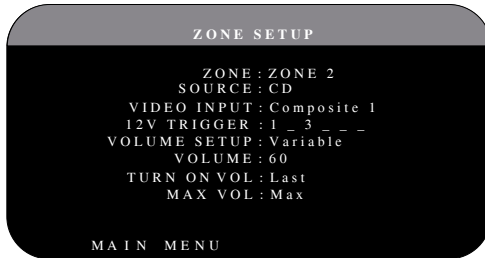 ZONE SETUP
ZONE : ZONE 2
SOURCE : CD
VIDEO INPUT : Composite 1
12V TRIGGER : 1 _ 3 _ _ _
VOLUME SETUP : Variable
VOLUME : 60
TURN ON VOL : Last
MAX VOL : Max
MAIN MENU